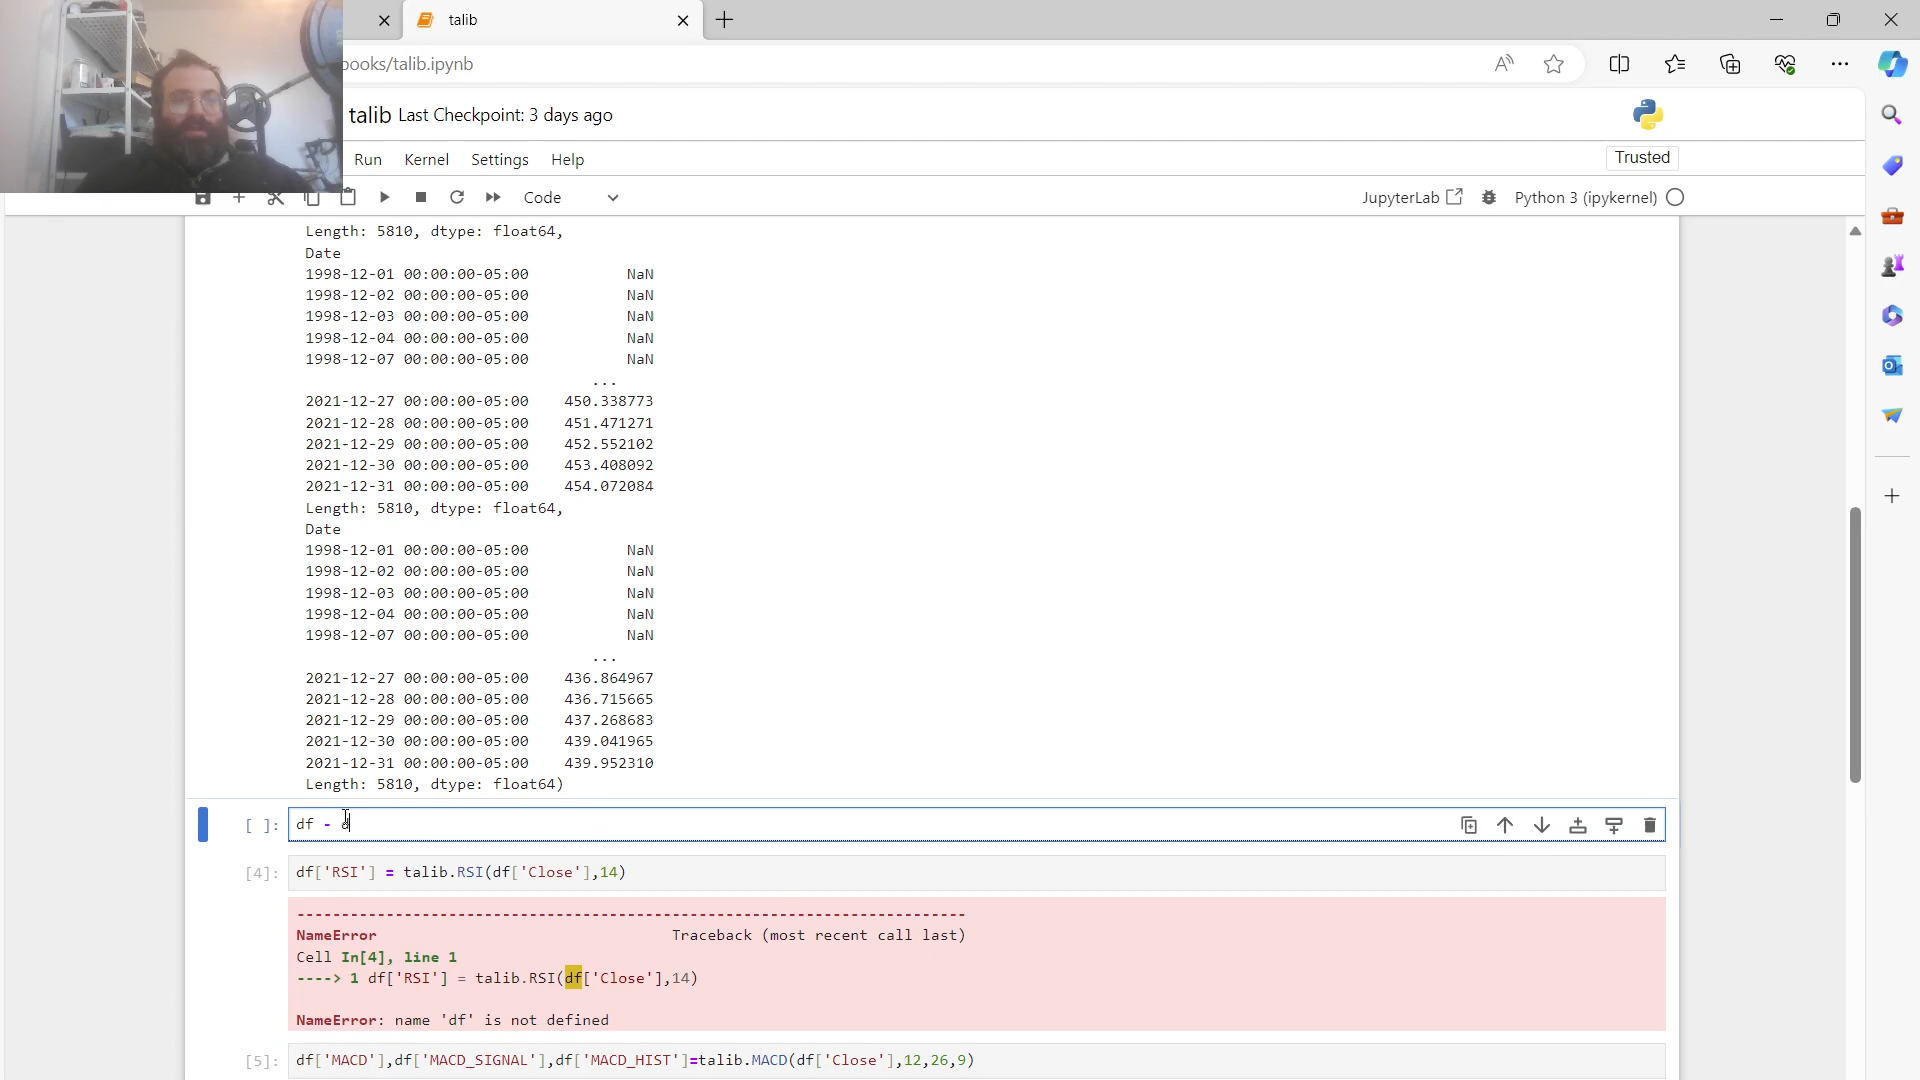 talib
books/talib.ipynb
talib Last Checkpoint: 3 days ago
Run Kernel Settings Help
Trusted
Code
JupyterLab
Python 3 (ipykernel)
Length: 5810, dtype: float64,
Date
1998-12-01 00:00:00-05:00 NaN
1998-12-02 00:00:00-05:00 NaN
1998-12-03 00:00:00-05:00 NaN
1998-12-04 00:00:00-05:00 NaN
1998-12-07 00:00:00-05:00 NaN
...
2021-12-27 00:00:00-05:00 450.338773
2021-12-28 00:00:00-05:00 451.471271
2021-12-29 00:00:00-05:00 452.552102
2021-12-30 00:00:00-05:00 453.408092
2021-12-31 00:00:00-05:00 454.072084
Length: 5810, dtype: float64,
Date
1998-12-01 00:00:00-05:00 NaN
1998-12-02 00:00:00-05:00 NaN
1998-12-03 00:00:00-05:00 NaN
1998-12-04 00:00:00-05:00 NaN
1998-12-07 00:00:00-05:00 NaN
...
2021-12-27 00:00:00-05:00 436.864967
2021-12-28 00:00:00-05:00 436.715665
2021-12-29 00:00:00-05:00 437.268683
2021-12-30 00:00:00-05:00 439.041965
2021-12-31 00:00:00-05:00 439.952310
Length: 5810, dtype: float64)
[ ]: df - d
[4]: df['RSI'] = talib.RSI(df['Close'],14)
---------------------------------------------------------------------------
NameError Traceback (most recent call last)
Cell In[4], line 1
----> 1 df['RSI'] = talib.RSI(df['Close'],14)
NameError: name 'df' is not defined
[5]: df['MACD'],df['MACD_SIGNAL'],df['MACD_HIST']=talib.MACD(df['Close'],12,26,9)